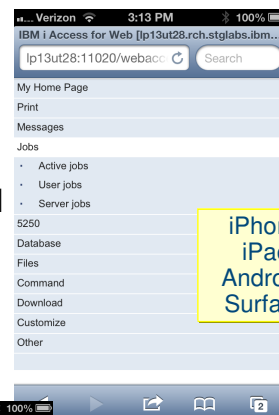 Verizon 3:13 PM 100%
IBM i Access for Web [lp13ut28.rch.stglabs.ibm...
lp13ut28:11020/webacc Search
My Home Page
Print
Messages
Jobs
· Active jobs
· User jobs
· Server jobs
5250
Database
Files
Command
Download
Customize
Other
iPho
iPa
Andro
Surfa
100%
2